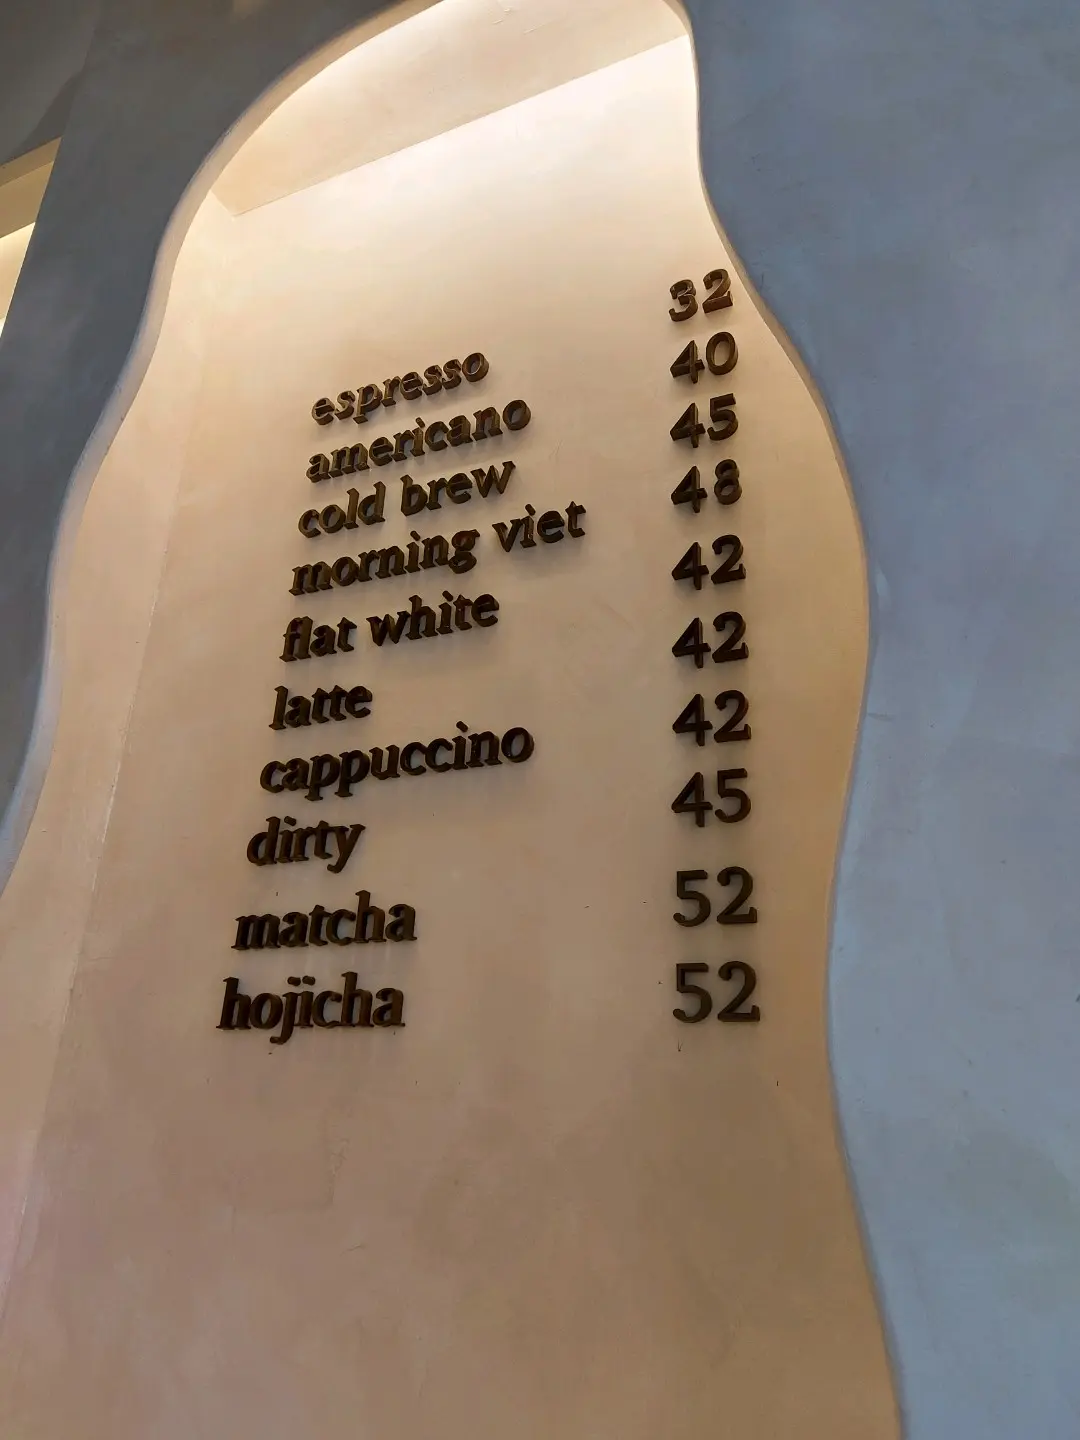 espresso 32
americano 40
cold brew 45
morning viet 48
flat white 42
latte 42
cappuccino 42
dirty 45
matcha 52
hojicha 52